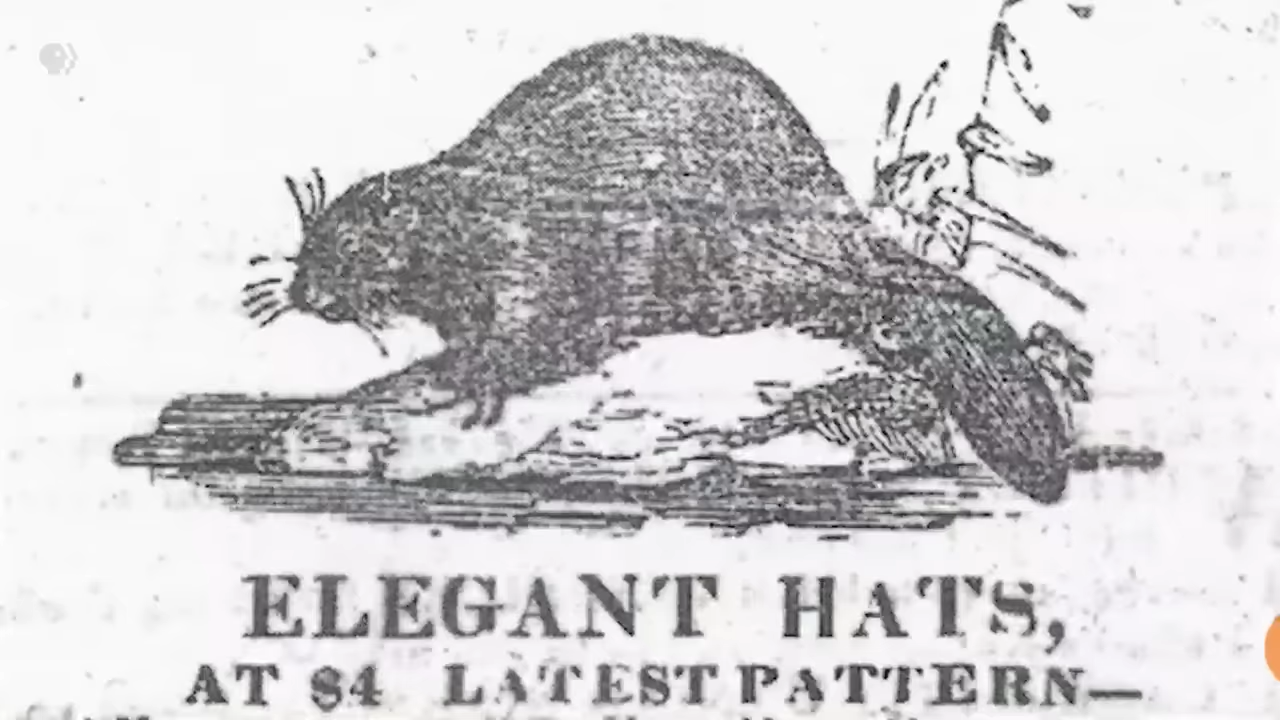 ELEGANT HATS,
AT $4 LATEST PATTERN—